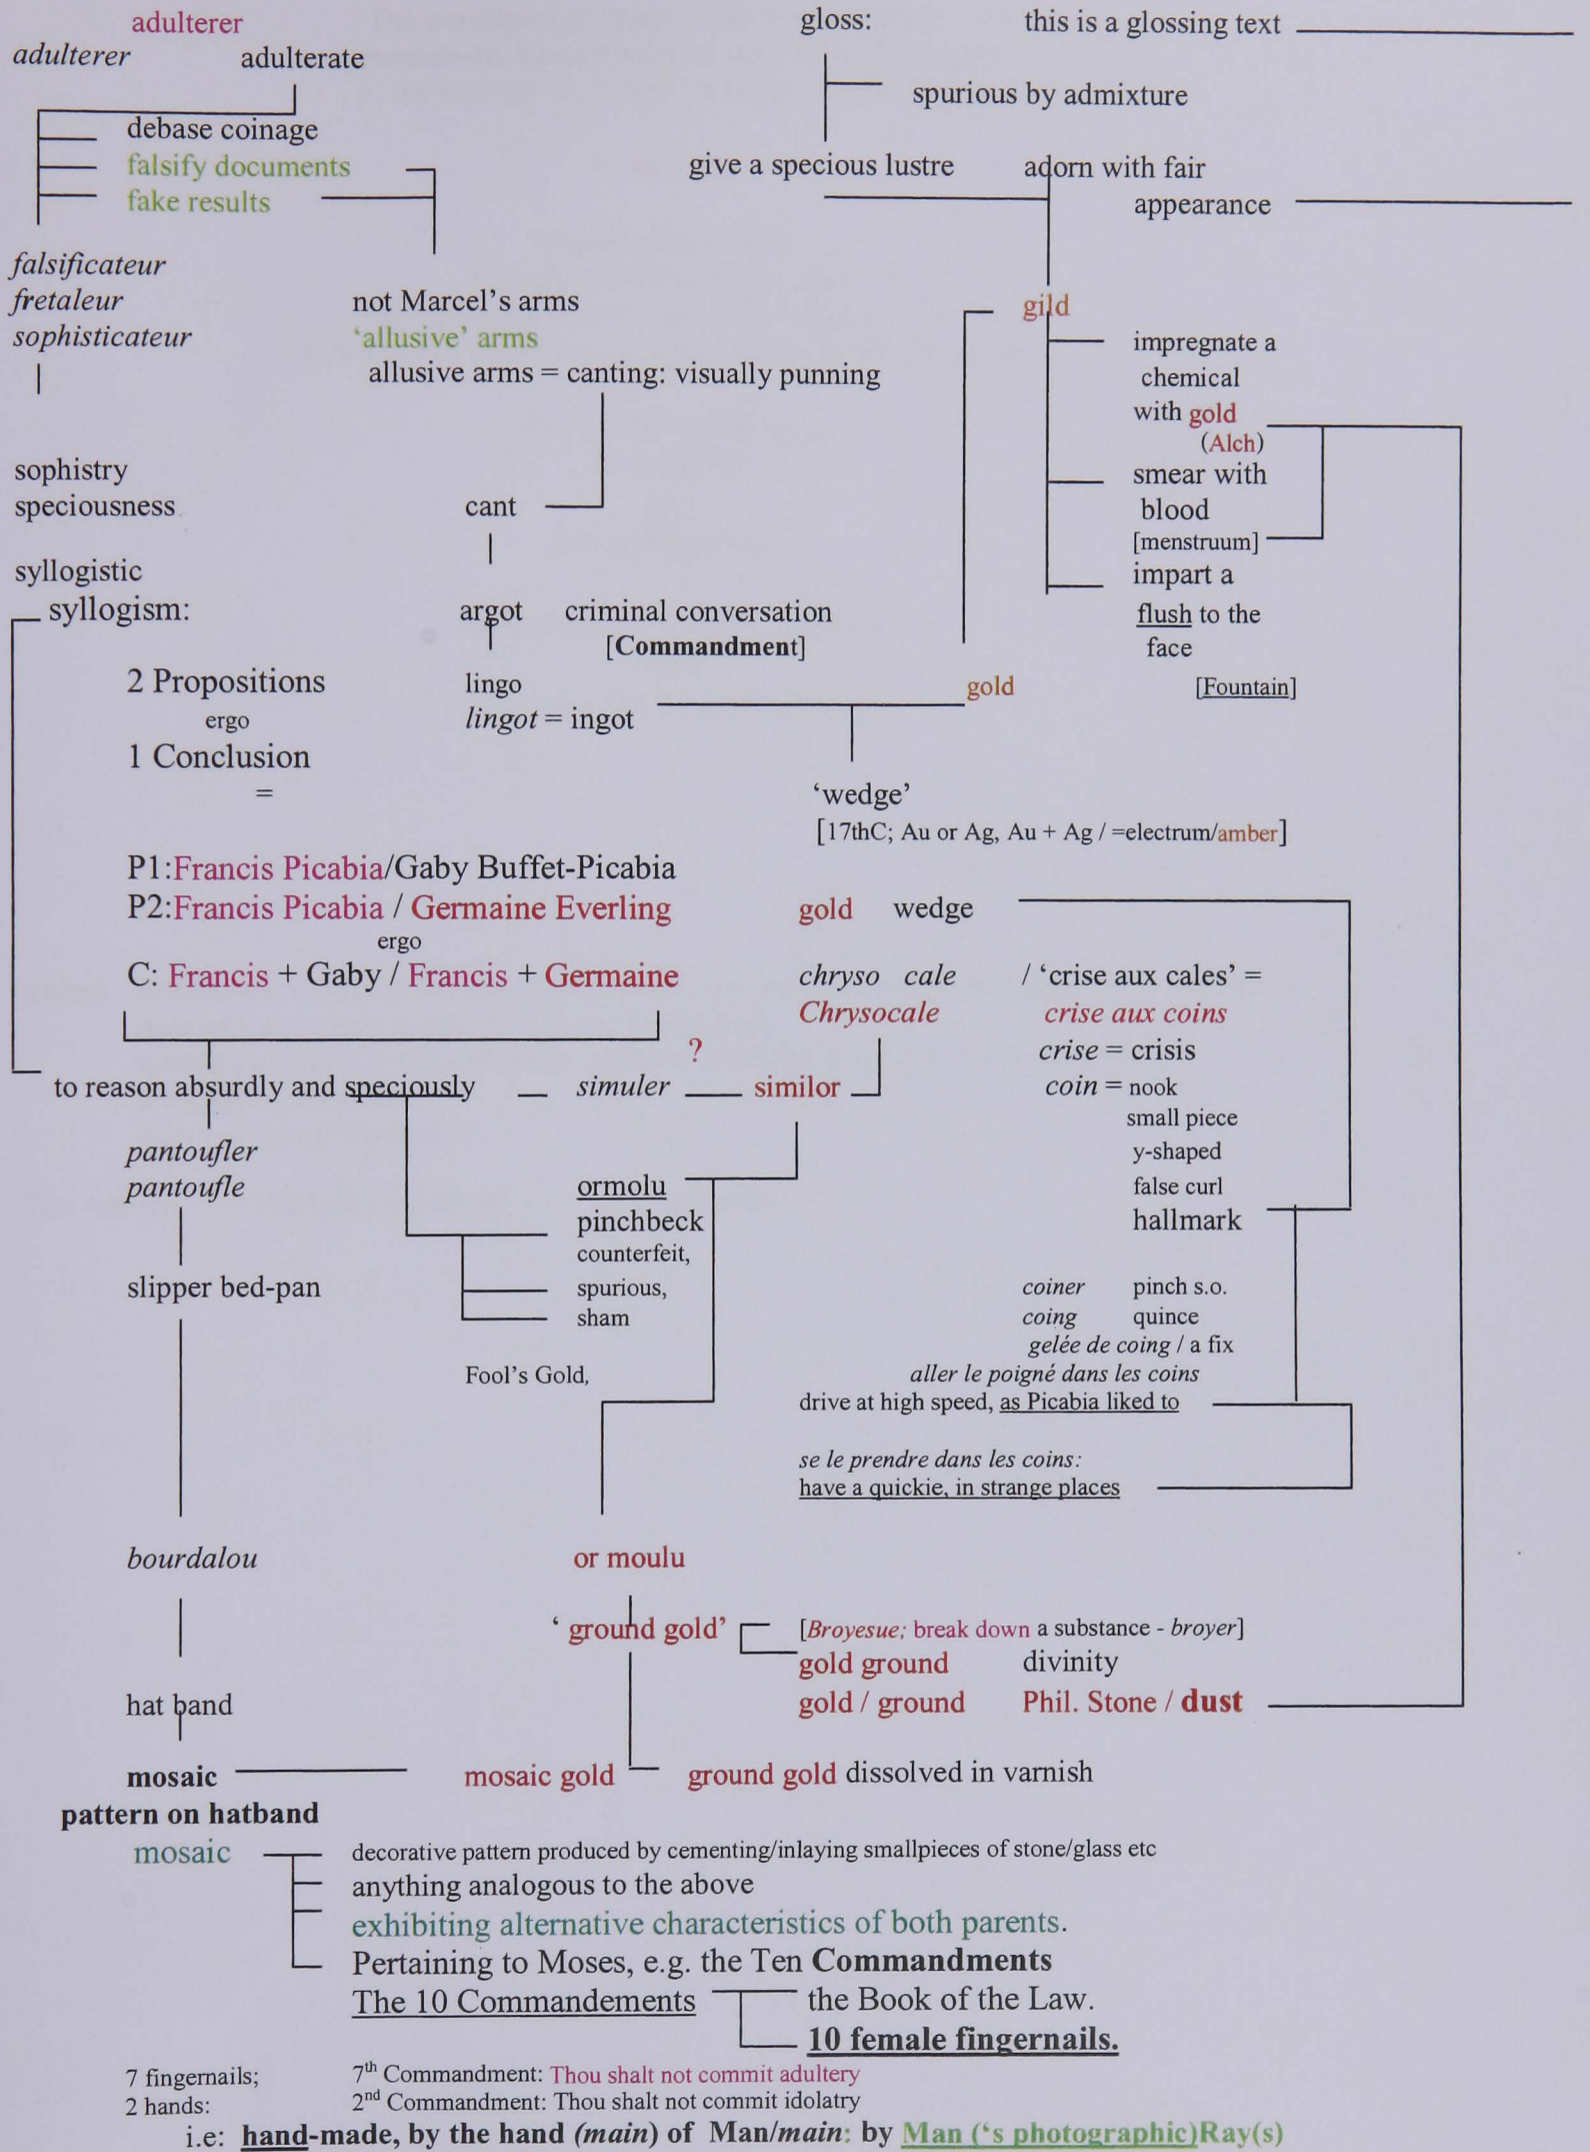 adulterer
gloss: this is a glossing text
adulterer adulterate
spurious by admixture
debase coinage
falsify documents
give a specious lustre adorn with fair
fake results
appearance
falsificateur
fretaleur
not Marcel's arms
gild
sophisticateur
'allusive' arms
impregnate a
allusive arms = canting: visually punning
chemical
with gold
(Alch)
sophistry
smear with
speciousness
cant
blood
[menstruum]
syllogistic
impart a
syllogism:
argot criminal conversation
flush to the
[Commandment]
face
2 Propositions
lingo
gold
[Fountain]
ergo
lingot = ingot
1 Conclusion
=
'wedge'
[17thC; Au or Ag, Au + Ag / =electrum/amber]
P1:Francis Picabia/Gaby Buffet-Picabia
P2:Francis Picabia / Germaine Everling
gold wedge
ergo
C: Francis + Gaby / Francis + Germaine
chryso cale / 'crise aux cales' =
Chrysocale crise aux coins
?
crise = crisis
to reason absurdly and speciously simuler similor
coin = nook
small piece
pantoufler
y-shaped
pantoufle
ormolu
false curl
pinchbeck
hallmark
counterfeit,
slipper bed-pan
spurious,
coiner pinch s.o.
sham
coing quince
gelée de coing / a fix
Fool's Gold,
aller le poigné dans les coins
drive at high speed, as Picabia liked to
se le prendre dans les coins:
have a quickie, in strange places
bourdalou
or moulu
' ground gold'
[Broyesue; break down a substance - broyer]
gold ground divinity
hat band
gold / ground Phil. Stone / dust
mosaic mosaic gold ground gold dissolved in varnish
pattern on hatband
mosaic
decorative pattern produced by cementing/inlaying smallpieces of stone/glass etc
anything analogous to the above
exhibiting alternative characteristics of both parents.
Pertaining to Moses, e.g. the Ten Commandments
The 10 Commandements the Book of the Law.
10 female fingernails.
7 fingernails; 7th Commandment: Thou shalt not commit adultery
2 hands: 2nd Commandment: Thou shalt not commit idolatry
i.e: hand-made, by the hand (main) of Man/main: by Man ('s photographic)Ray(s)